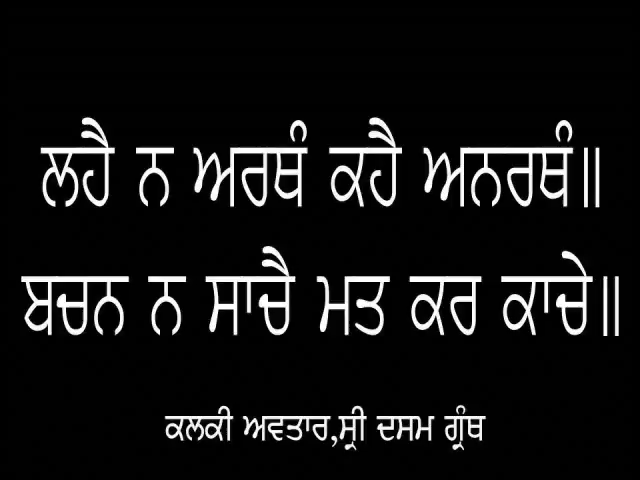 ਲਹੈ ਨ ਅਰਥੰ ਕਹੈ ਅਨਰਥੰ॥
ਬਚਨ ਨ ਸਾਚੈ ਮਤ ਕਰ ਕਾਚੇ॥
ਕਲਕੀ ਅਵਤਾਰ,ਸ੍ਰੀ ਦਸਮ ਗ੍ਰੰਥ